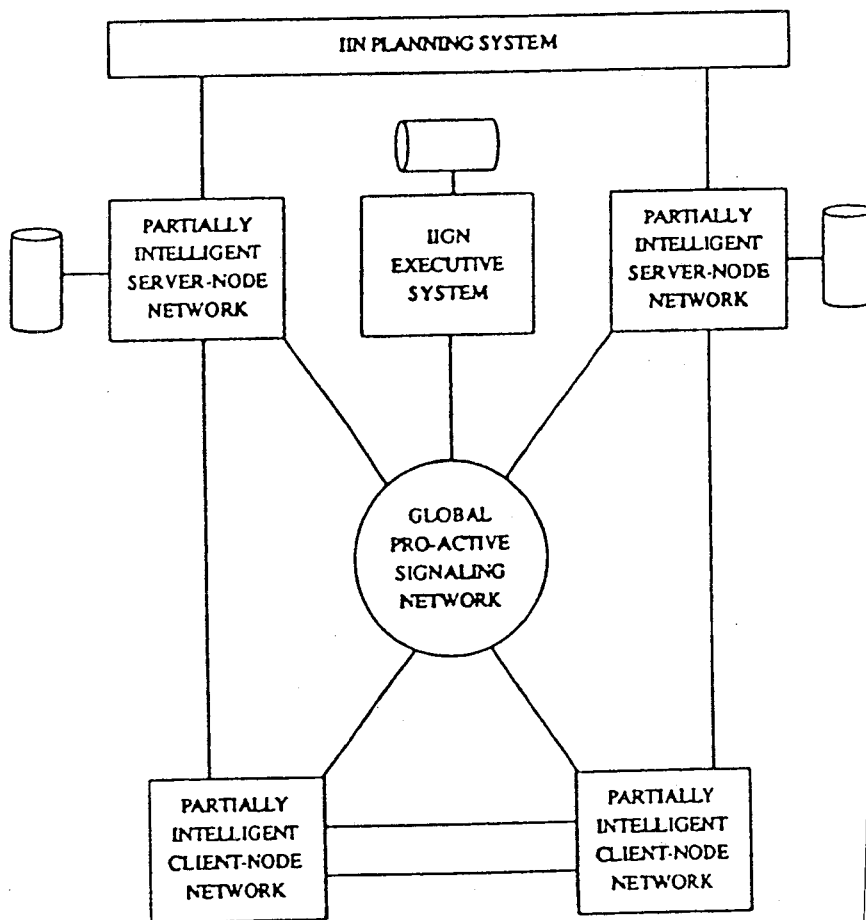 IIN PLANNING SYSTEM
PARTIALLY
INTELLIGENT
SERVER-NODE
NETWORK
IIGN
EXECUTIVE
SYSTEM
PARTIALLY
INTELLIGENT
SERVER-NODE
NETWORK
GLOBAL
PRO-ACTIVE
SIGNALING
NETWORK
PARTIALLY
INTELLIGENT
CLIENT-NODE
NETWORK
PARTIALLY
INTELLIGENT
CLIENT-NODE
NETWORK